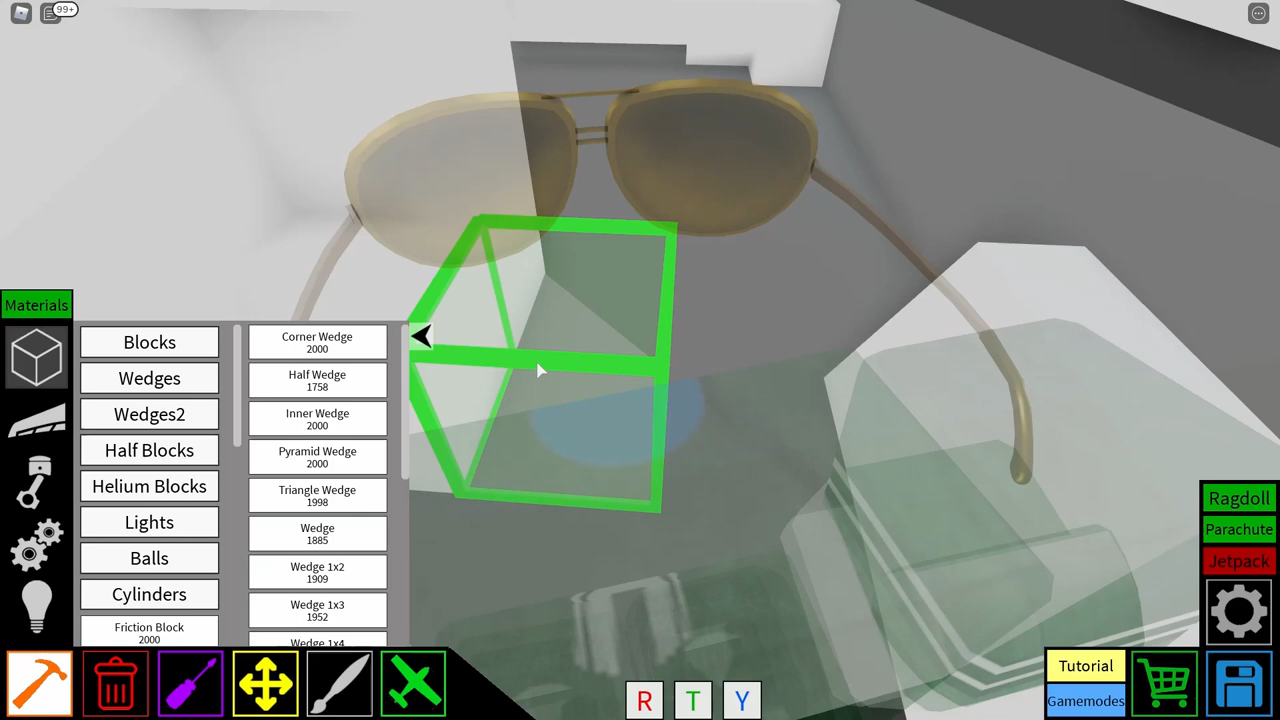 99+
Materials
Blocks
Wedges
Wedges2
Half Blocks
Helium Blocks
Lights
Balls
Cylinders
Friction Block
2000
Corner Wedge
2000
Half Wedge
1758
Inner Wedge
2000
Pyramid Wedge
2000
Triangle Wedge
1998
Wedge
1885
Wedge 1x2
1909
Wedge 1x3
1952
Wedge 1x4
Ragdoll
Parachute
Jetpack
Tutorial
Gamemodes
R T Y